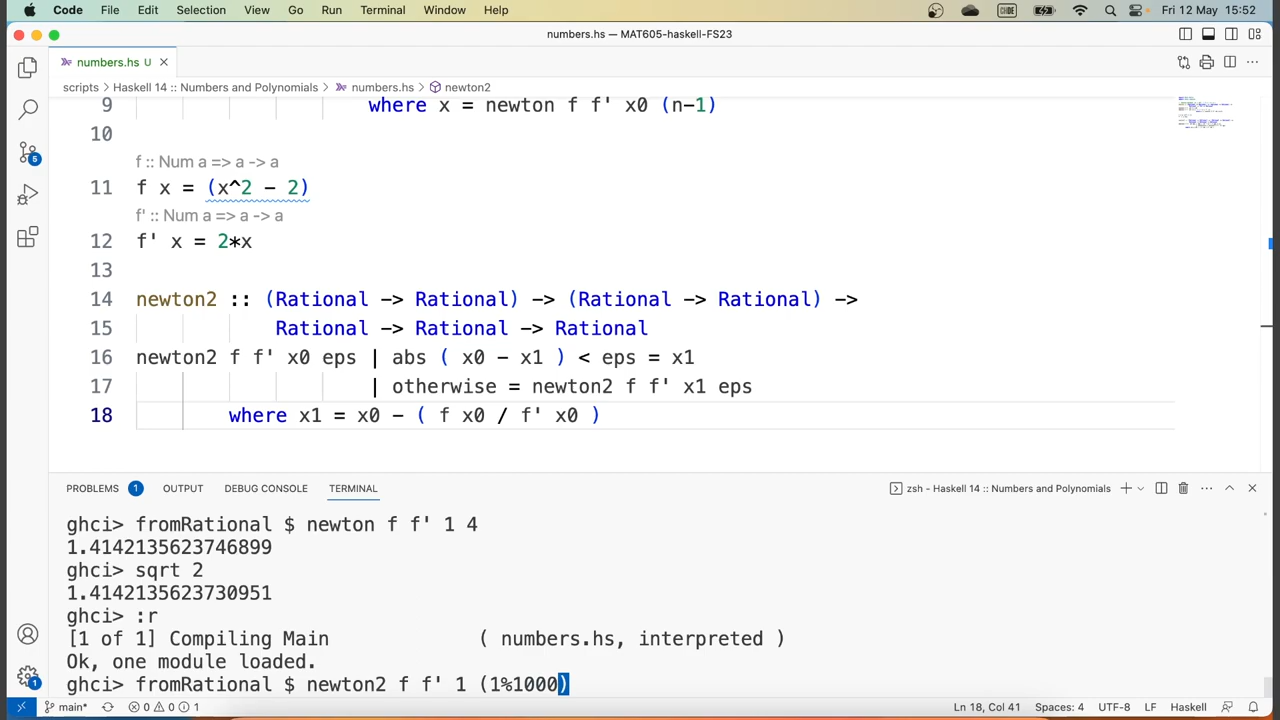 Code File Edit Selection View Go Run Terminal Window Help Fri 12 May 15:52
numbers.hs — MAT605-haskell-FS23
numbers.hs U
scripts > Haskell 14 :: Numbers and Polynomials > numbers.hs > newton2
9 where x = newton f f' x0 (n-1)
10
f :: Num a => a -> a
11 f x = (x^2 - 2)
f' :: Num a => a -> a
12 f' x = 2*x
13
14 newton2 :: (Rational -> Rational) -> (Rational -> Rational) ->
15 Rational -> Rational -> Rational
16 newton2 f f' x0 eps | abs ( x0 - x1 ) < eps = x1
17 | otherwise = newton2 f f' x1 eps
18 where x1 = x0 - ( f x0 / f' x0 )
5
PROBLEMS 1 OUTPUT DEBUG CONSOLE TERMINAL zsh - Haskell 14 :: Numbers and Polynomials
ghci> fromRational $ newton f f' 1 4
1.4142135623746899
ghci> sqrt 2
1.4142135623730951
ghci> :r
[1 of 1] Compiling Main ( numbers.hs, interpreted )
Ok, one module loaded.
ghci> fromRational $ newton2 f f' 1 (1%1000)
1
main* 0 0 1 Ln 18, Col 41 Spaces: 4 UTF-8 LF Haskell